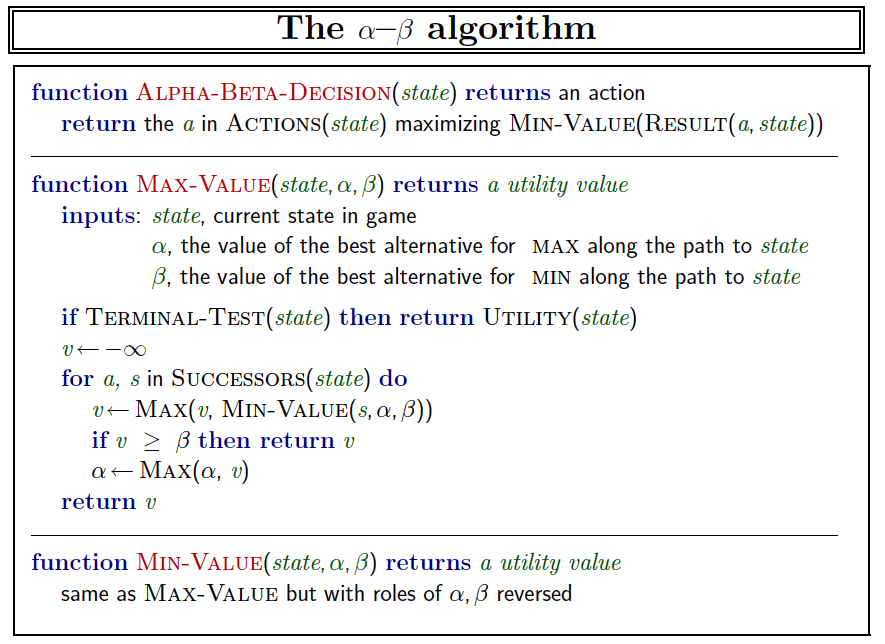 The α–β algorithm
function ALPHA-BETA-DECISION(state) returns an action
return the a in ACTIONS(state) maximizing MIN-VALUE(RESULT(a, state))
function MAX-VALUE(state, α, β) returns a utility value
inputs: state, current state in game
α, the value of the best alternative for MAX along the path to state
β, the value of the best alternative for MIN along the path to state
if TERMINAL-TEST(state) then return UTILITY(state)
v ← −∞
for a, s in SUCCESSORS(state) do
v ← MAX(v, MIN-VALUE(s, α, β))
if v ≥ β then return v
α ← MAX(α, v)
return v
function MIN-VALUE(state, α, β) returns a utility value
same as MAX-VALUE but with roles of α, β reversed